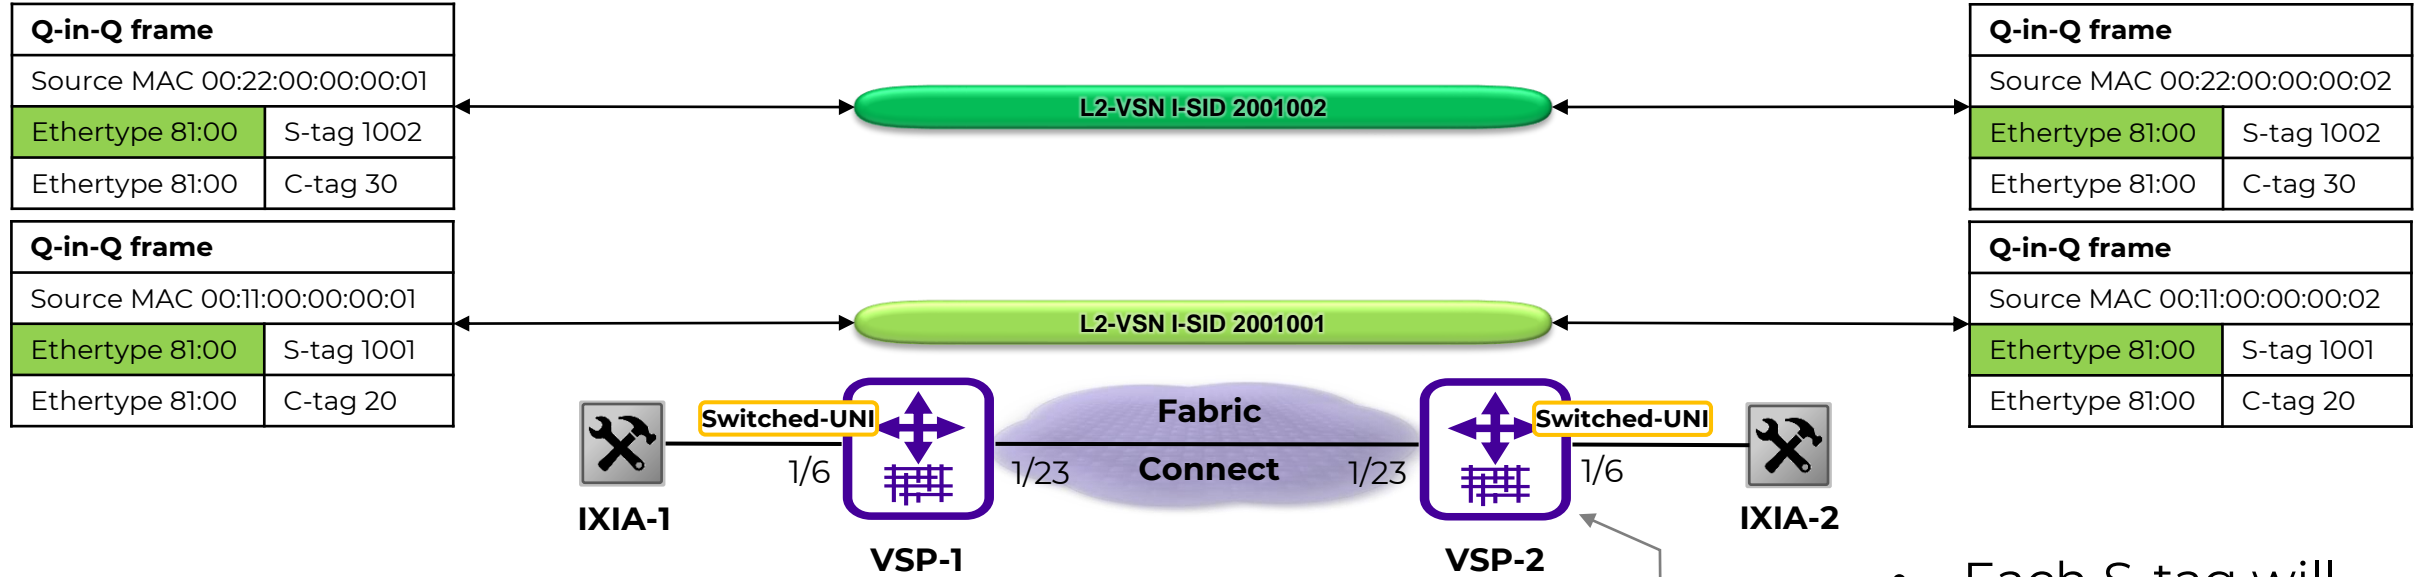 Q-in-Q frame
Source MAC 00:22:00:00:00:01
Ethertype 81:00 S-tag 1002
Ethertype 81:00 C-tag 30
Q-in-Q frame
Source MAC 00:11:00:00:00:01
Ethertype 81:00 S-tag 1001
Ethertype 81:00 C-tag 20
L2-VSN I-SID 2001002
L2-VSN I-SID 2001001
Q-in-Q frame
Source MAC 00:22:00:00:00:02
Ethertype 81:00 S-tag 1002
Ethertype 81:00 C-tag 30
Q-in-Q frame
Source MAC 00:11:00:00:00:02
Ethertype 81:00 S-tag 1001
Ethertype 81:00 C-tag 20
Switched-UNI
Fabric
Switched-UNI
1/6
1/23
Connect
1/23
1/6
IXIA-1
IXIA-2
VSP-1
VSP-2
• Each S-tag will